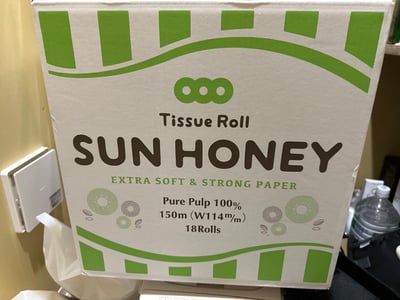 Tissue Roll
SUN HONEY
EXTRA SOFT & STRONG PAPER
Pure Pulp 100%
150m (W114m/m)
18Rolls